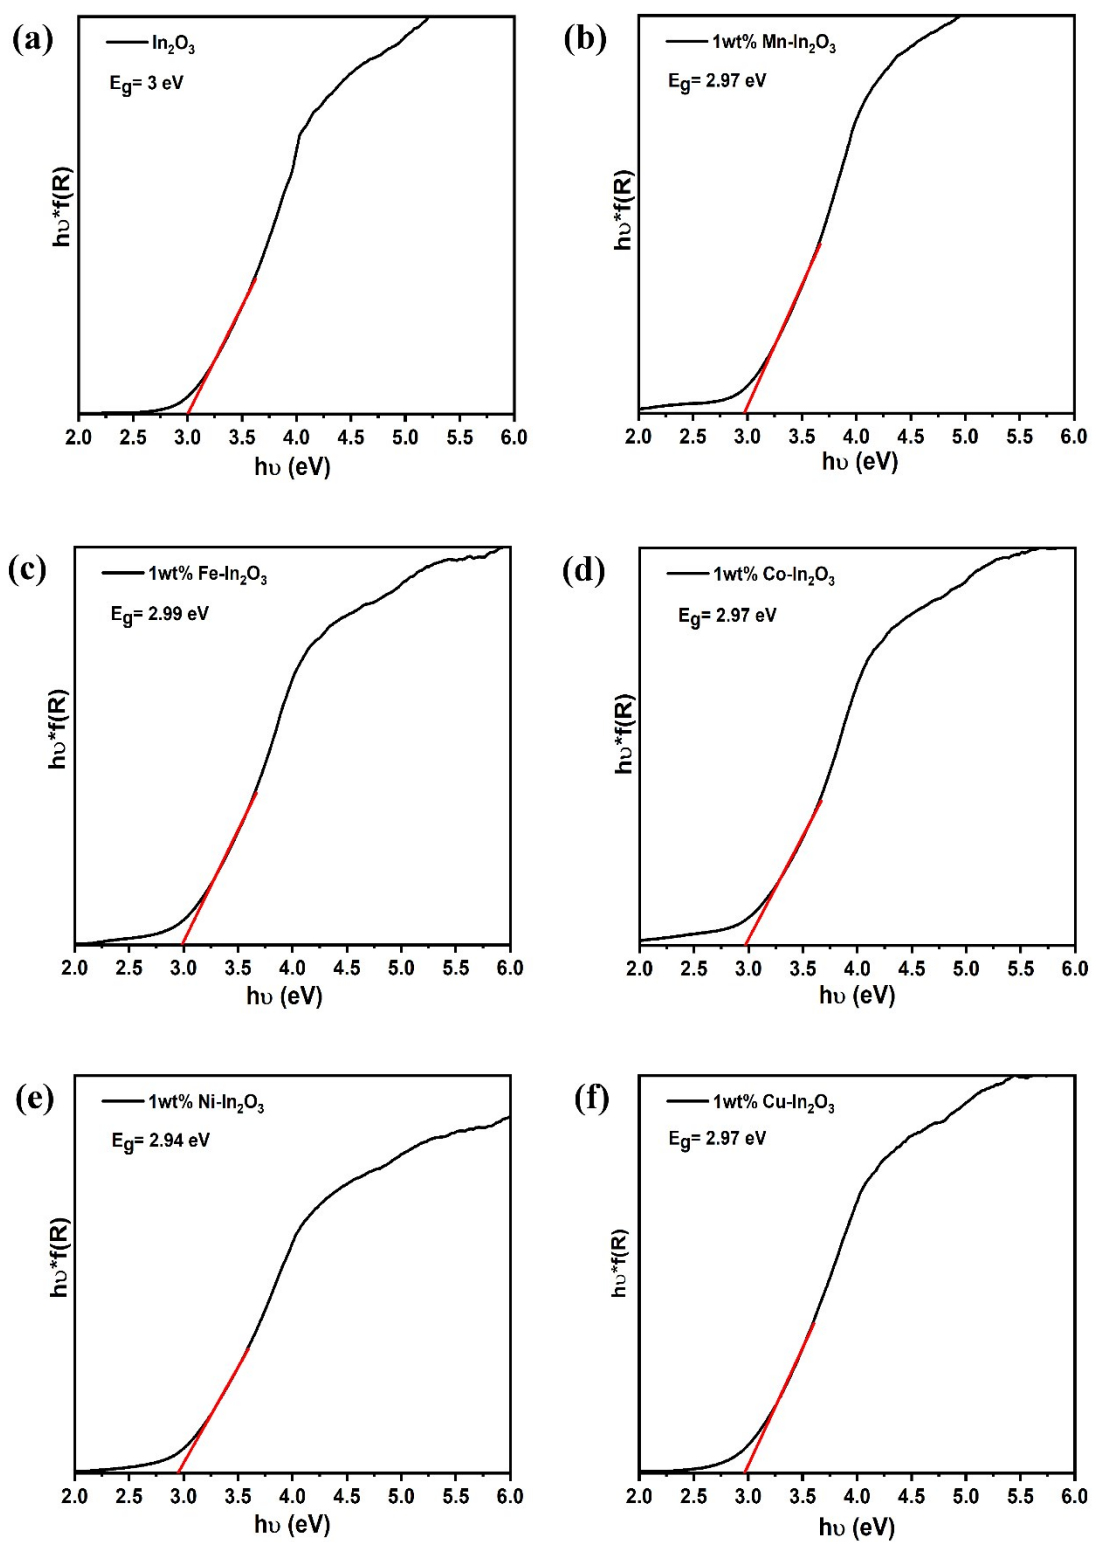 (a)
In₂O₃
Eg= 3 eV
hυ*f(R)
2.0 2.5 3.0 3.5 4.0 4.5 5.0 5.5 6.0
hυ (eV)
(b)
1wt% Mn-In₂O₃
Eg= 2.97 eV
hυ*f(R)
2.0 2.5 3.0 3.5 4.0 4.5 5.0 5.5 6.0
hυ (eV)
(c)
1wt% Fe-In₂O₃
Eg= 2.99 eV
hυ*f(R)
2.0 2.5 3.0 3.5 4.0 4.5 5.0 5.5 6.0
hυ (eV)
(d)
1wt% Co-In₂O₃
Eg= 2.97 eV
hυ*f(R)
2.0 2.5 3.0 3.5 4.0 4.5 5.0 5.5 6.0
hυ (eV)
(e)
1wt% Ni-In₂O₃
Eg= 2.94 eV
hυ*f(R)
2.0 2.5 3.0 3.5 4.0 4.5 5.0 5.5 6.0
hυ (eV)
(f)
1wt% Cu-In₂O₃
Eg= 2.97 eV
hυ*f(R)
2.0 2.5 3.0 3.5 4.0 4.5 5.0 5.5 6.0
hυ (eV)